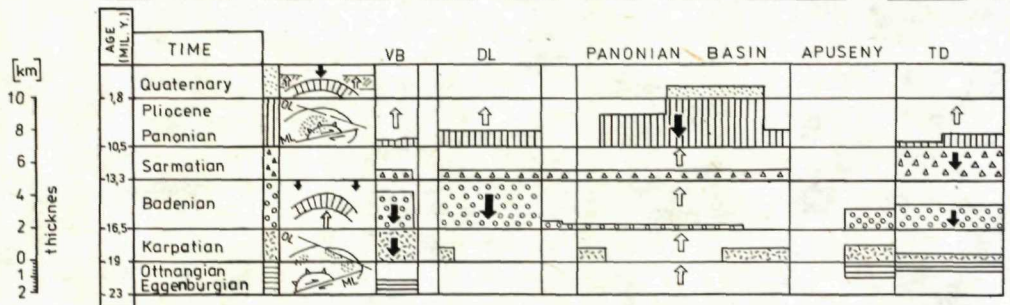 AGE (MIL. Y.)
TIME
VB
DL
PANONIAN BASIN
APUSENY
TD
[km]
Quaternary
10
1,8
8
Pliocene
Panonian
OL
ML
6
10,5
Sarmatian
13,3
4
Badenian
2
16,5
thicknes
Karpatian
OL
ML
0
19
1
Ottnangian
Eggenburgian
2
23